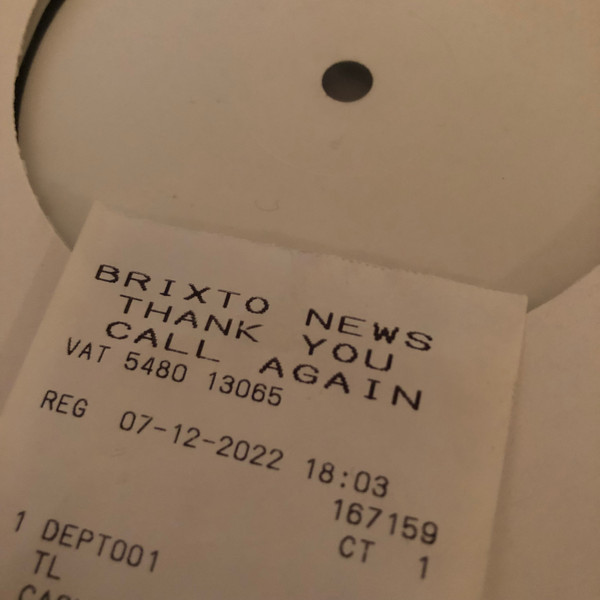 BRIXTO NEWS
THANK YOU
CALL AGAIN
VAT 5480 13065
REG 07-12-2022 18:03
167159
1 DEPT001 CT 1
TL